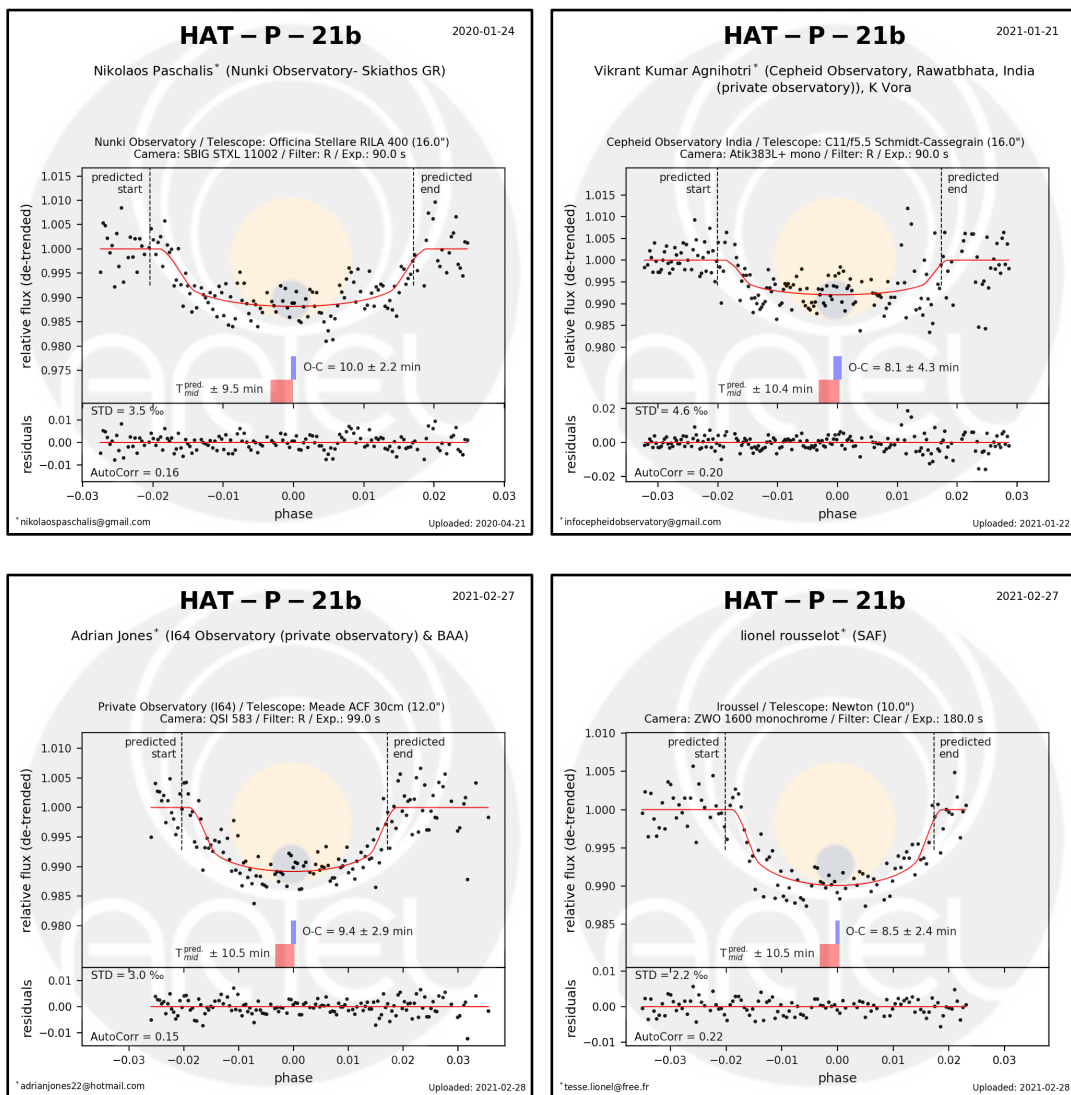 HAT − P − 21b
2020-01-24
Nikolaos Paschalis* (Nunki Observatory- Skiathos GR)
Nunki Observatory / Telescope: Officina Stellare RILA 400 (16.0")
Camera: SBIG STXL 11002 / Filter: R / Exp.: 90.0 s
predicted start
predicted end
relative flux (de-trended)
1.015
1.010
1.005
1.000
0.995
0.990
0.985
0.980
0.975
O-C = 10.0 ± 2.2 min
T_mid^pred. ± 9.5 min
STD = 3.5 ‰
residuals
0.01
0.00
−0.01
AutoCorr = 0.16
−0.03 −0.02 −0.01 0.00 0.01 0.02 0.03
phase
*nikolaospaschalis@gmail.com
Uploaded: 2020-04-21
HAT − P − 21b
2021-01-21
Vikrant Kumar Agnihotri* (Cepheid Observatory, Rawatbhata, India
(private observatory)), K Vora
Cepheid Observatory India / Telescope: C11/f5.5 Schmidt-Cassegrain (16.0")
Camera: Atik383L+ mono / Filter: R / Exp.: 90.0 s
predicted start
predicted end
relative flux (de-trended)
1.015
1.010
1.005
1.000
0.995
0.990
0.985
0.980
O-C = 8.1 ± 4.3 min
T_mid^pred. ± 10.4 min
STD = 4.6 ‰
residuals
0.02
0.00
−0.02
AutoCorr = 0.20
−0.03 −0.02 −0.01 0.00 0.01 0.02 0.03
phase
*infocepheidobservatory@gmail.com
Uploaded: 2021-01-22
HAT − P − 21b
2021-02-27
Adrian Jones* (I64 Observatory (private observatory) & BAA)
Private Observatory (I64) / Telescope: Meade ACF 30cm (12.0")
Camera: QSI 583 / Filter: R / Exp.: 99.0 s
predicted start
predicted end
relative flux (de-trended)
1.010
1.005
1.000
0.995
0.990
0.985
0.980
O-C = 9.4 ± 2.9 min
T_mid^pred. ± 10.5 min
STD = 3.0 ‰
residuals
0.01
0.00
−0.01
AutoCorr = 0.15
−0.03 −0.02 −0.01 0.00 0.01 0.02 0.03
phase
*adrianjones22@hotmail.com
Uploaded: 2021-02-28
HAT − P − 21b
2021-02-27
lionel rousselot* (SAF)
lroussel / Telescope: Newton (10.0")
Camera: ZWO 1600 monochrome / Filter: Clear / Exp.: 180.0 s
predicted start
predicted end
relative flux (de-trended)
1.010
1.005
1.000
0.995
0.990
0.985
O-C = 8.5 ± 2.4 min
T_mid^pred. ± 10.5 min
STD = 2.2 ‰
residuals
0.01
0.00
−0.01
AutoCorr = 0.22
−0.03 −0.02 −0.01 0.00 0.01 0.02 0.03
phase
*tesse.lionel@free.fr
Uploaded: 2021-02-28